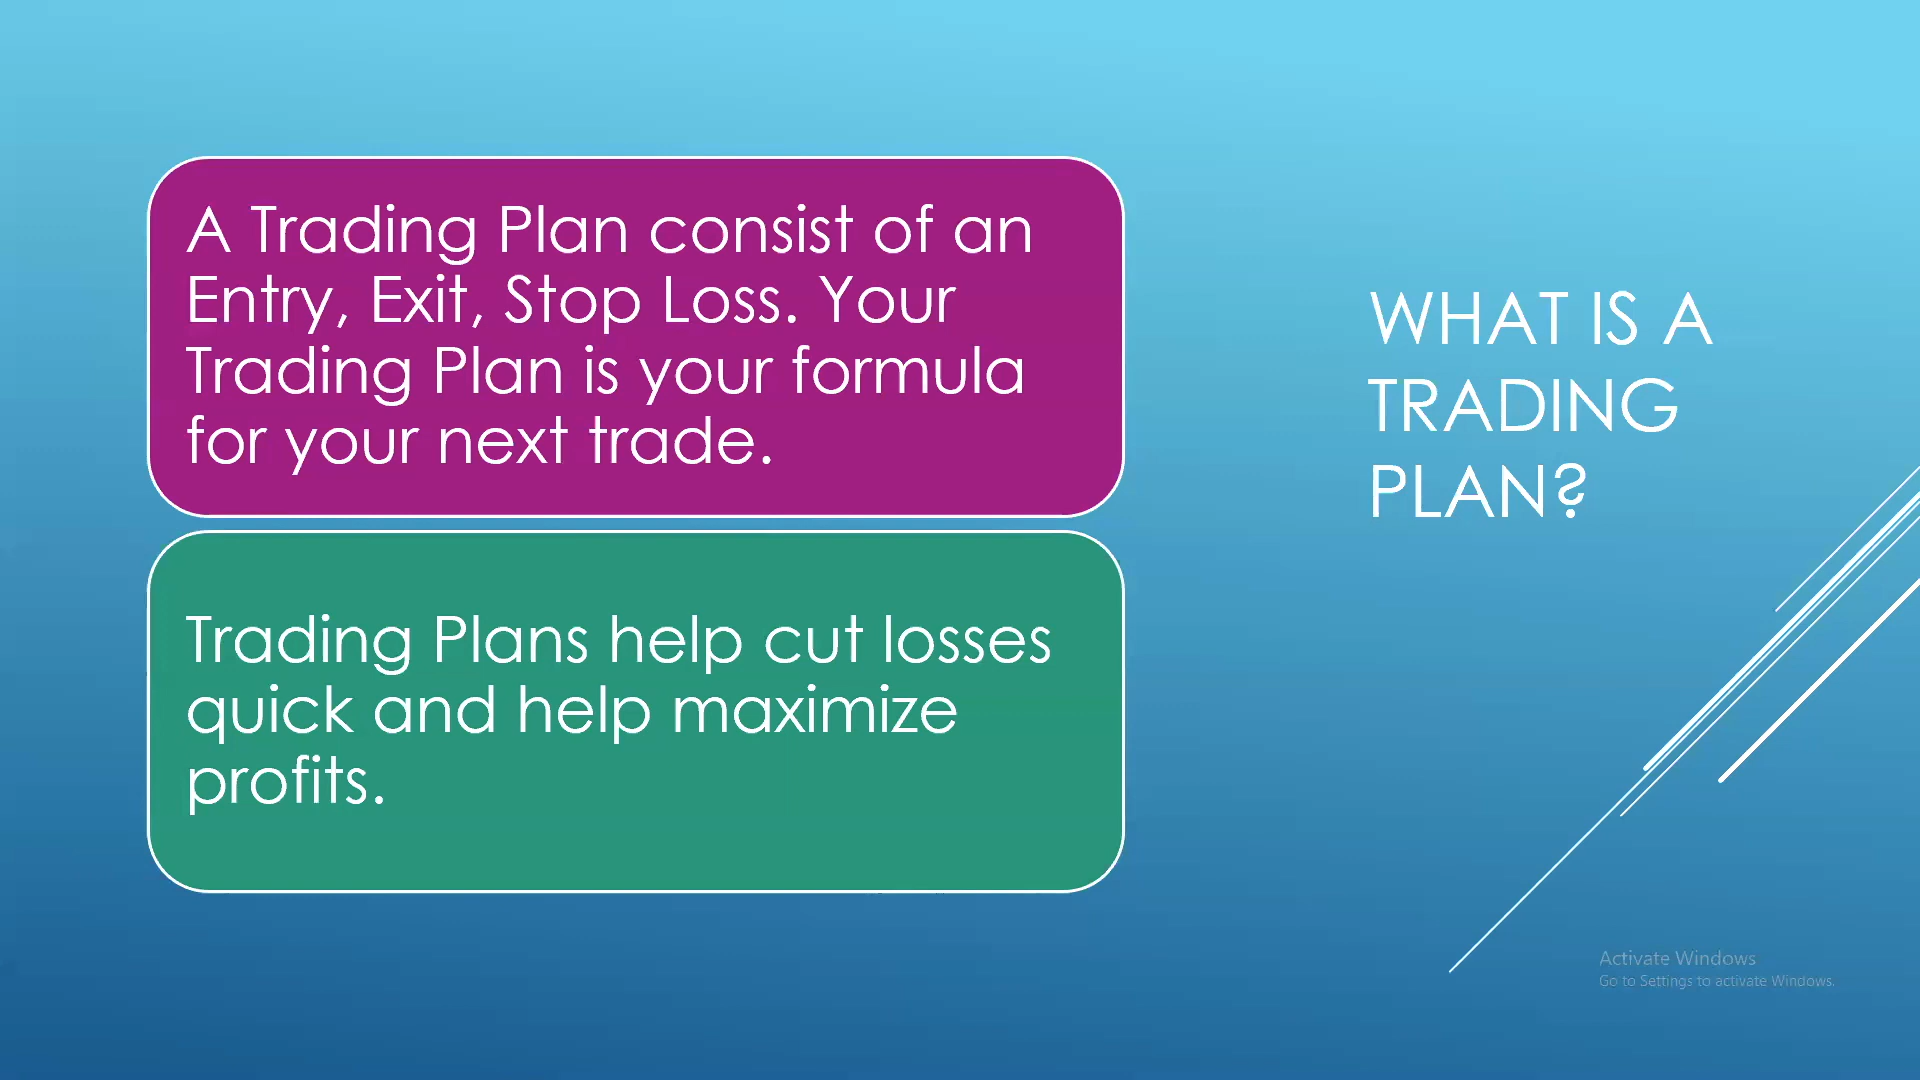 A Trading Plan consist of an
Entry, Exit, Stop Loss. Your
Trading Plan is your formula
for your next trade.
Trading Plans help cut losses
quick and help maximize
profits.
WHAT IS A
TRADING
PLAN?
Activate Windows
Go to Settings to activate Windows.